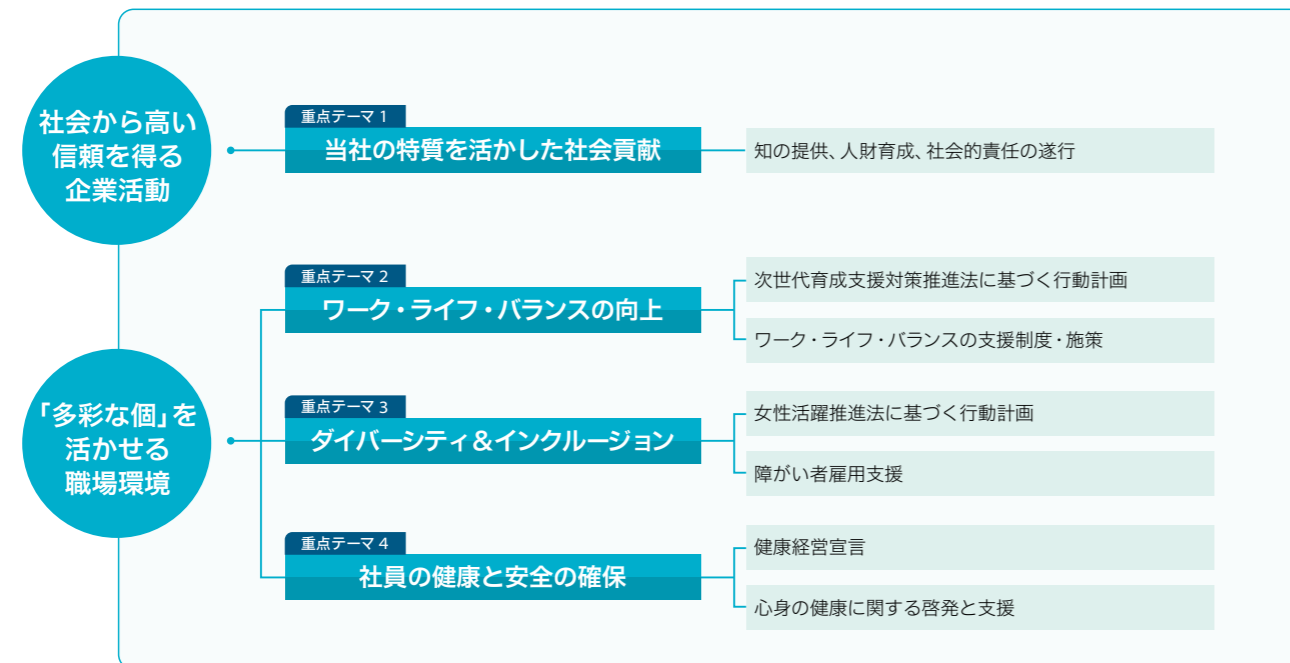 社会から高い
信頼を得る
企業活動
重点テーマ 1
当社の特質を活かした社会貢献
知の提供、人財育成、社会的責任の遂行
「多彩な個」を
活かせる
職場環境
重点テーマ 2
ワーク・ライフ・バランスの向上
次世代育成支援対策推進法に基づく行動計画
ワーク・ライフ・バランスの支援制度・施策
重点テーマ 3
ダイバーシティ&インクルージョン
女性活躍推進法に基づく行動計画
障がい者雇用支援
重点テーマ 4
社員の健康と安全の確保
健康経営宣言
心身の健康に関する啓発と支援